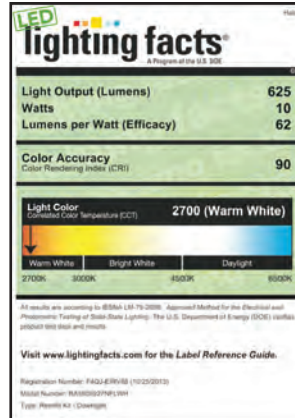 LED
lighting facts®
A Program of the U.S. DOE
Light Output (Lumens) 625
Watts 10
Lumens per Watt (Efficacy) 62
Color Accuracy 90
Color Rendering Index (CRI)
Light Color 2700 (Warm White)
Correlated Color Temperature (CCT)
Warm White Bright White Daylight
2700K 3000K 4500K 6500K
All results are according to IESNA LM-79-2008: Approved Method for the Electrical and
Photometric Testing of Solid-State Lighting. The U.S. Department of Energy (DOE) verifies
product test data and results.
Visit www.lightingfacts.com for the Label Reference Guide.
Registration Number: (10/25/2013)
Model Number:
Type: Retrofit Kit / Downlight